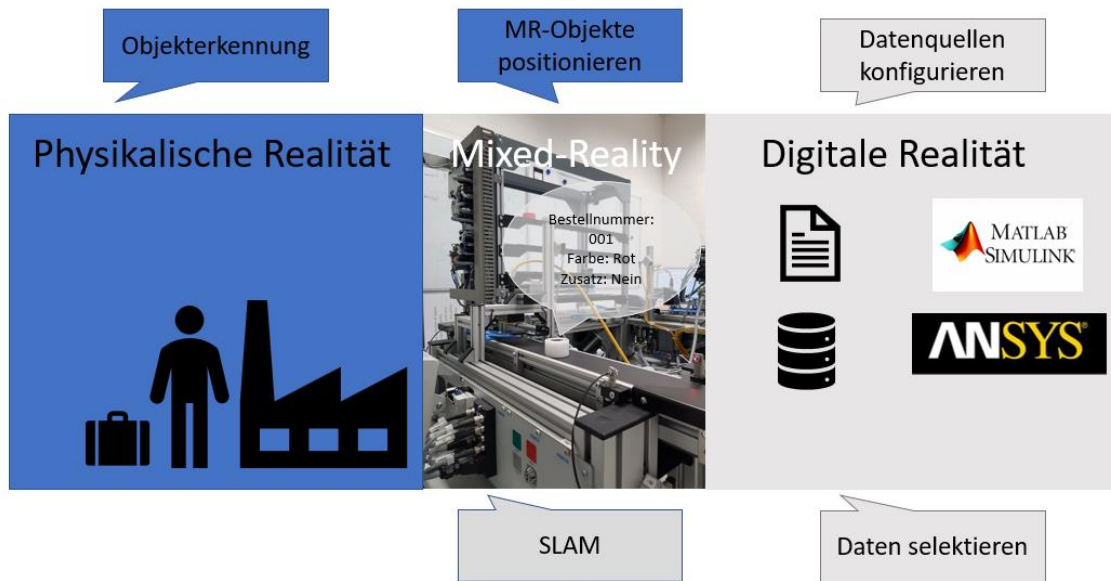 Objekterkennung
MR-Objekte
positionieren
Datenquellen
konfigurieren
Physikalische Realität
Mixed-Reality
Digitale Realität
Bestellnummer:
001
Farbe: Rot
Zusatz: Nein
MATLAB
SIMULINK
ANSYS
SLAM
Daten selektieren